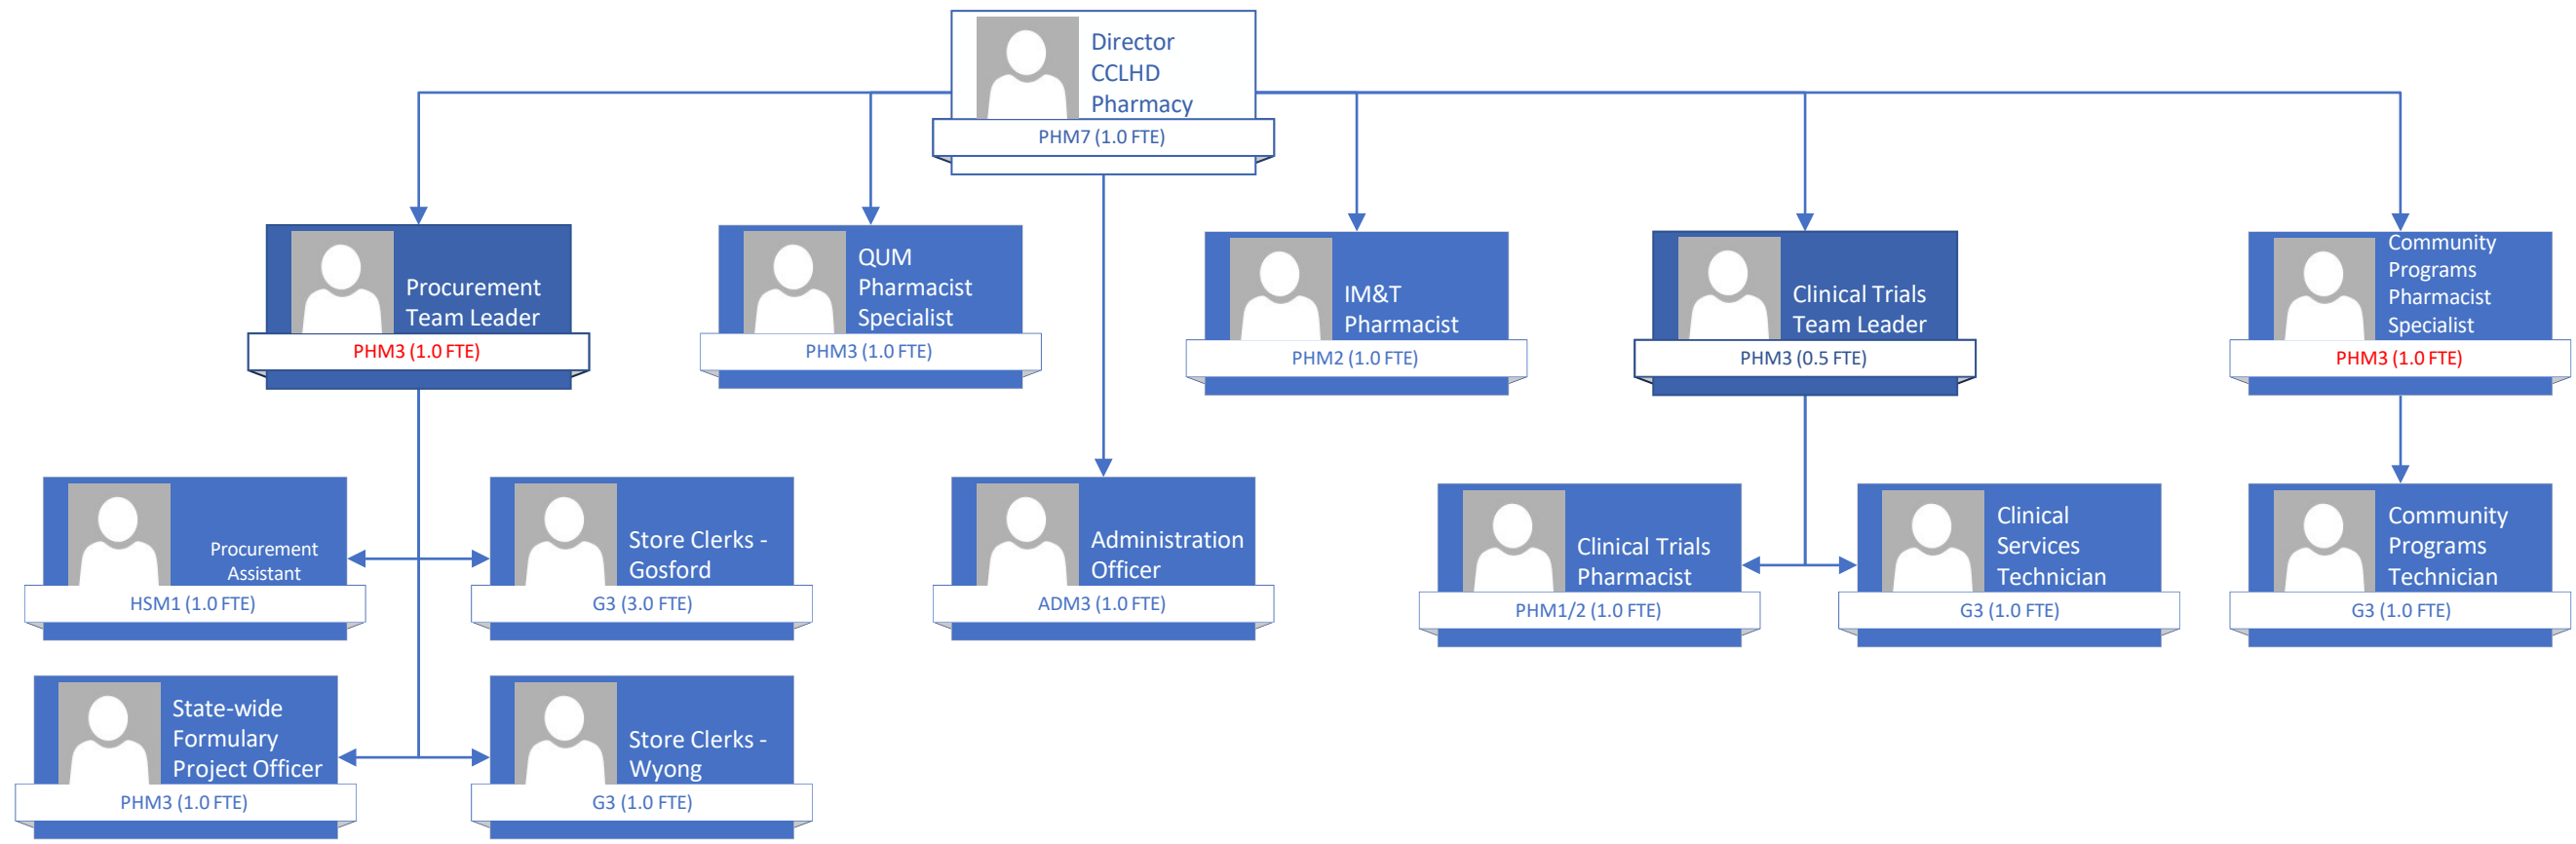 Director
CCLHD
Pharmacy
PHM7 (1.0 FTE)
Procurement
Team Leader
PHM3 (1.0 FTE)
QUM
Pharmacist
Specialist
PHM3 (1.0 FTE)
IM&T
Pharmacist
PHM2 (1.0 FTE)
Clinical Trials
Team Leader
PHM3 (0.5 FTE)
Community
Programs
Pharmacist
Specialist
PHM3 (1.0 FTE)
Procurement
Assistant
HSM1 (1.0 FTE)
Store Clerks -
Gosford
G3 (3.0 FTE)
Administration
Officer
ADM3 (1.0 FTE)
Clinical Trials
Pharmacist
PHM1/2 (1.0 FTE)
Clinical
Services
Technician
G3 (1.0 FTE)
Community
Programs
Technician
G3 (1.0 FTE)
State-wide
Formulary
Project Officer
PHM3 (1.0 FTE)
Store Clerks -
Wyong
G3 (1.0 FTE)